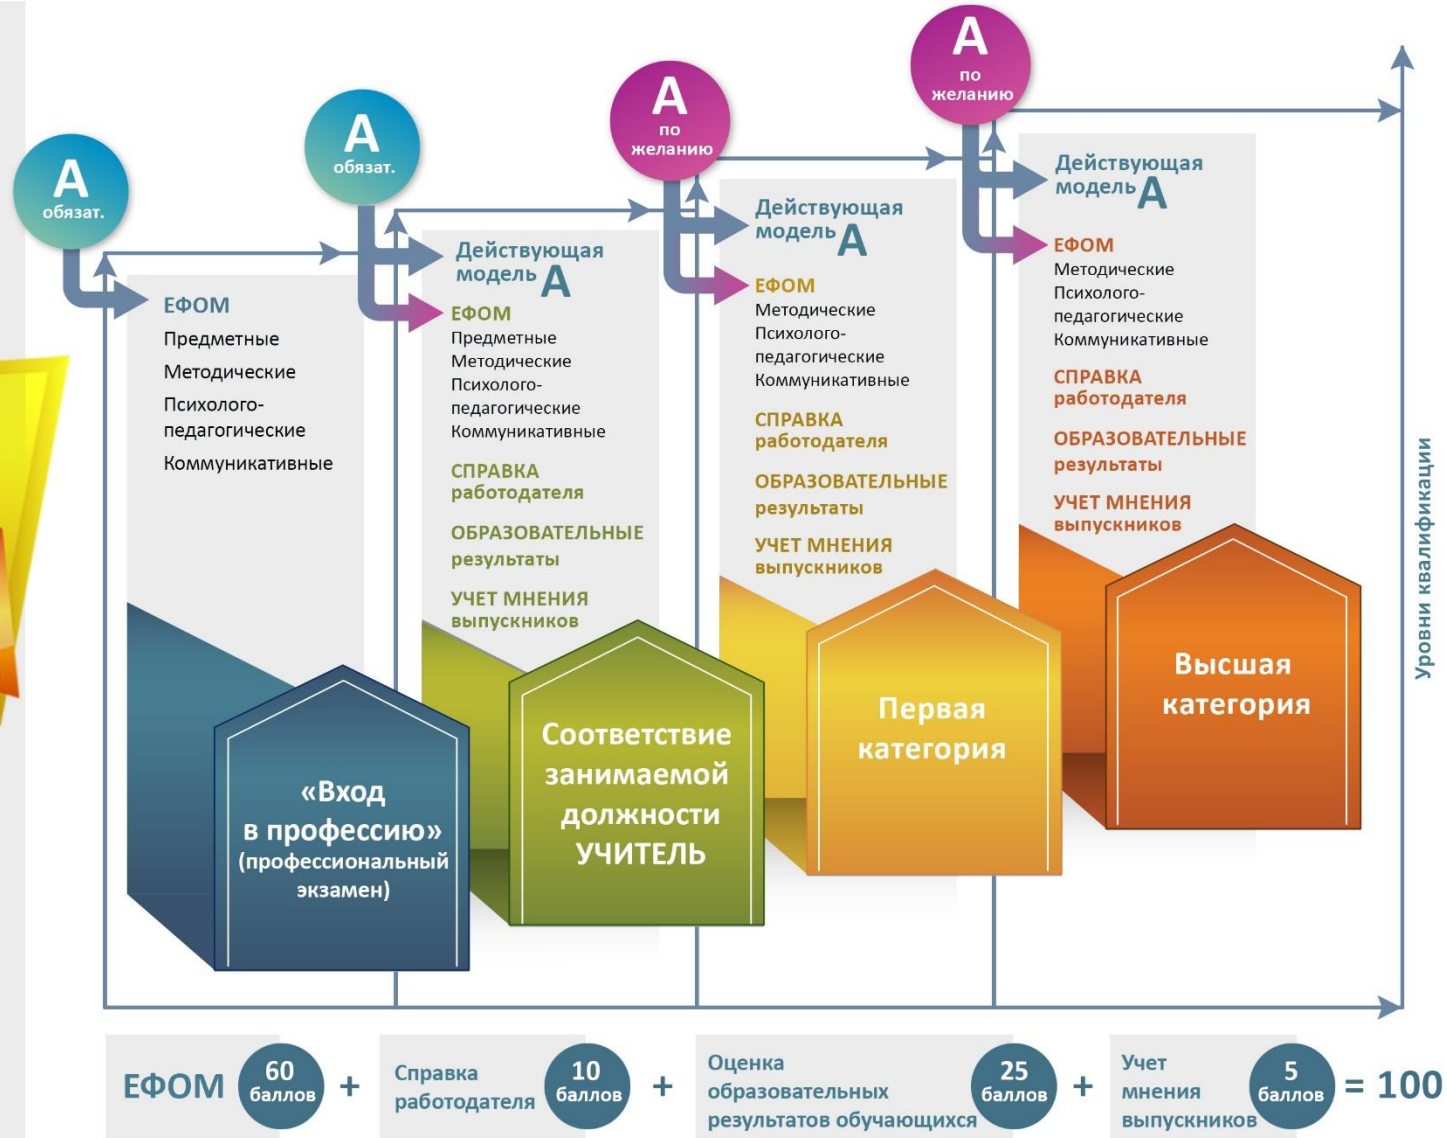 А
обязат.
ЕФОМ
Предметные
Методические
Психолого-
педагогические
Коммуникативные
«Вход
в профессию»
(профессиональный
экзамен)
А
обязат.
Действующая
модель А
ЕФОМ
Предметные
Методические
Психолого-
педагогические
Коммуникативные
СПРАВКА
работодателя
ОБРАЗОВАТЕЛЬНЫЕ
результаты
УЧЕТ МНЕНИЯ
выпускников
Соответствие
занимаемой
должности
УЧИТЕЛЬ
А
по
желанию
Действующая
модель А
ЕФОМ
Методические
Психолого-
педагогические
Коммуникативные
СПРАВКА
работодателя
ОБРАЗОВАТЕЛЬНЫЕ
результаты
УЧЕТ МНЕНИЯ
выпускников
Первая
категория
А
по
желанию
Действующая
модель А
ЕФОМ
Методические
Психолого-
педагогические
Коммуникативные
СПРАВКА
работодателя
ОБРАЗОВАТЕЛЬНЫЕ
результаты
УЧЕТ МНЕНИЯ
выпускников
Высшая
категория
Уровни квалификации
ЕФОМ
60
баллов
+
Справка
работодателя
10
баллов
+
Оценка
образовательных
результатов обучающихся
25
баллов
+
Учет
мнения
выпускников
5
баллов
= 100